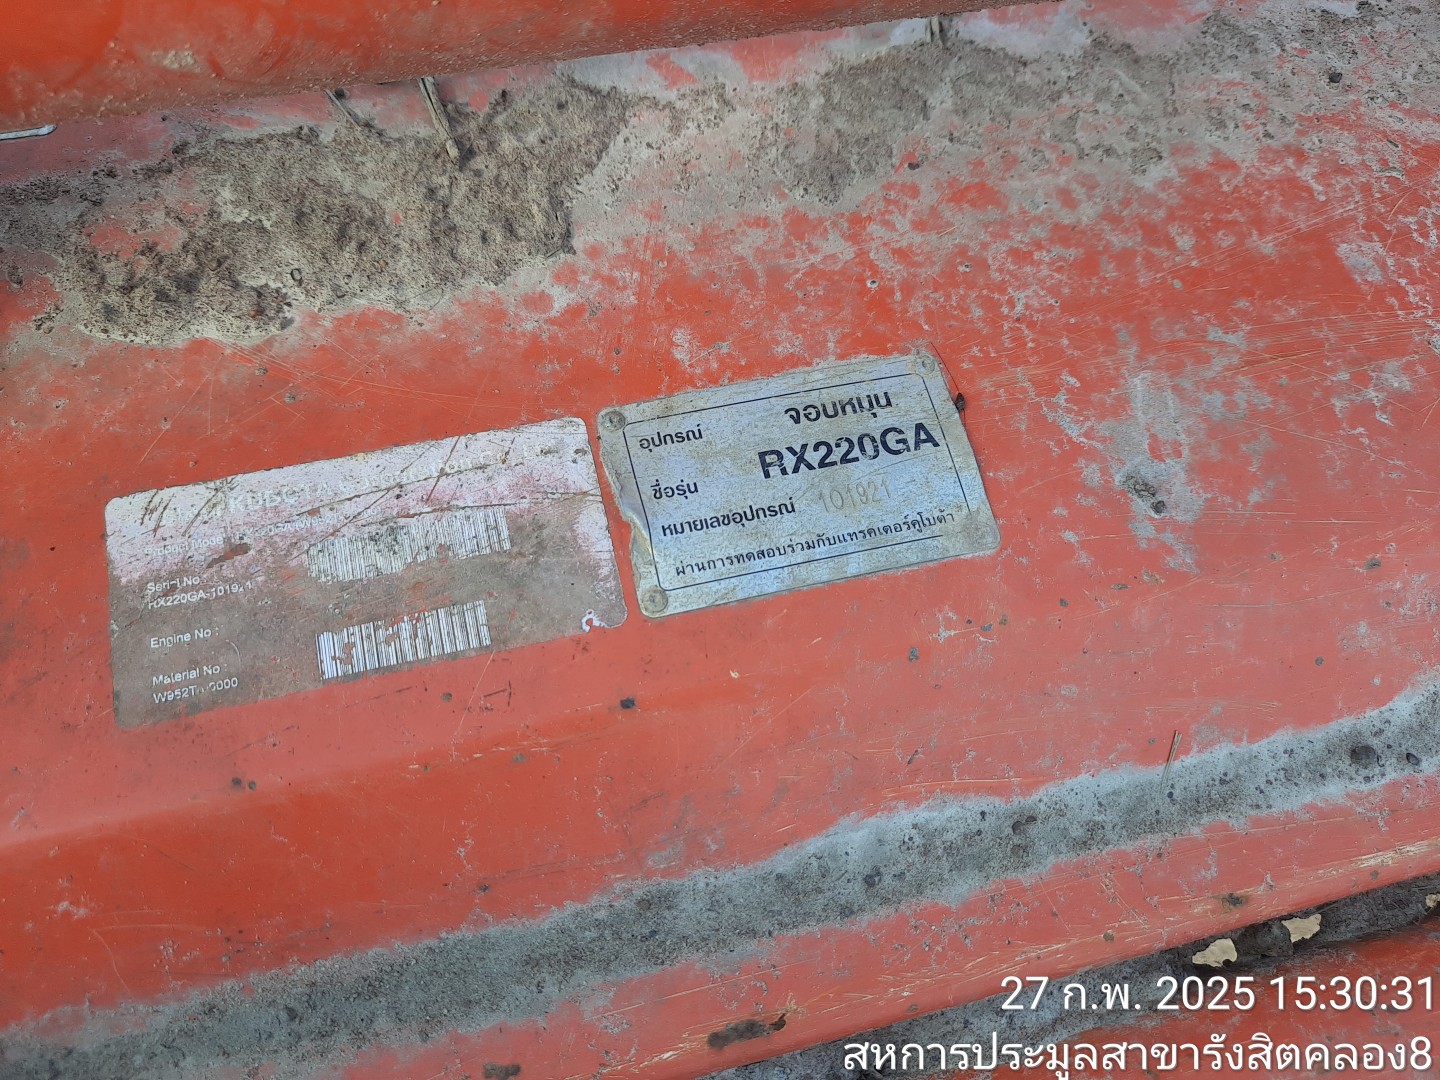 Product Model
Serial No :
RX220GA-101921
Engine No :
Material No :
อุปกรณ์ จอบหมุน
ชื่อรุ่น RX220GA
หมายเลขอุปกรณ์ 101921
ผ่านการทดสอบร่วมกับแทรคเตอร์คูโบต้า
27 ก.พ. 2025 15:30:31
สหการประมูลสาขารังสิตคลอง8